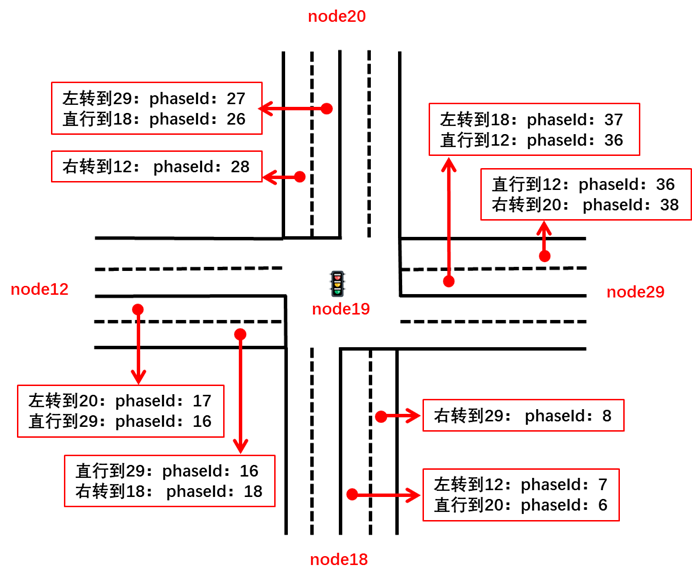 node20
左转到29：phaseId：27
直行到18：phaseId：26
右转到12： phaseId：28
左转到18：phaseId：37
直行到12：phaseId：36
直行到12：phaseId：36
右转到20：phaseId：38
node12
node19
node29
左转到20：phaseId：17
直行到29：phaseId：16
直行到29：phaseId：16
右转到18： phaseId：18
右转到29： phaseId：8
左转到12：phaseId：7
直行到20：phaseId：6
node18